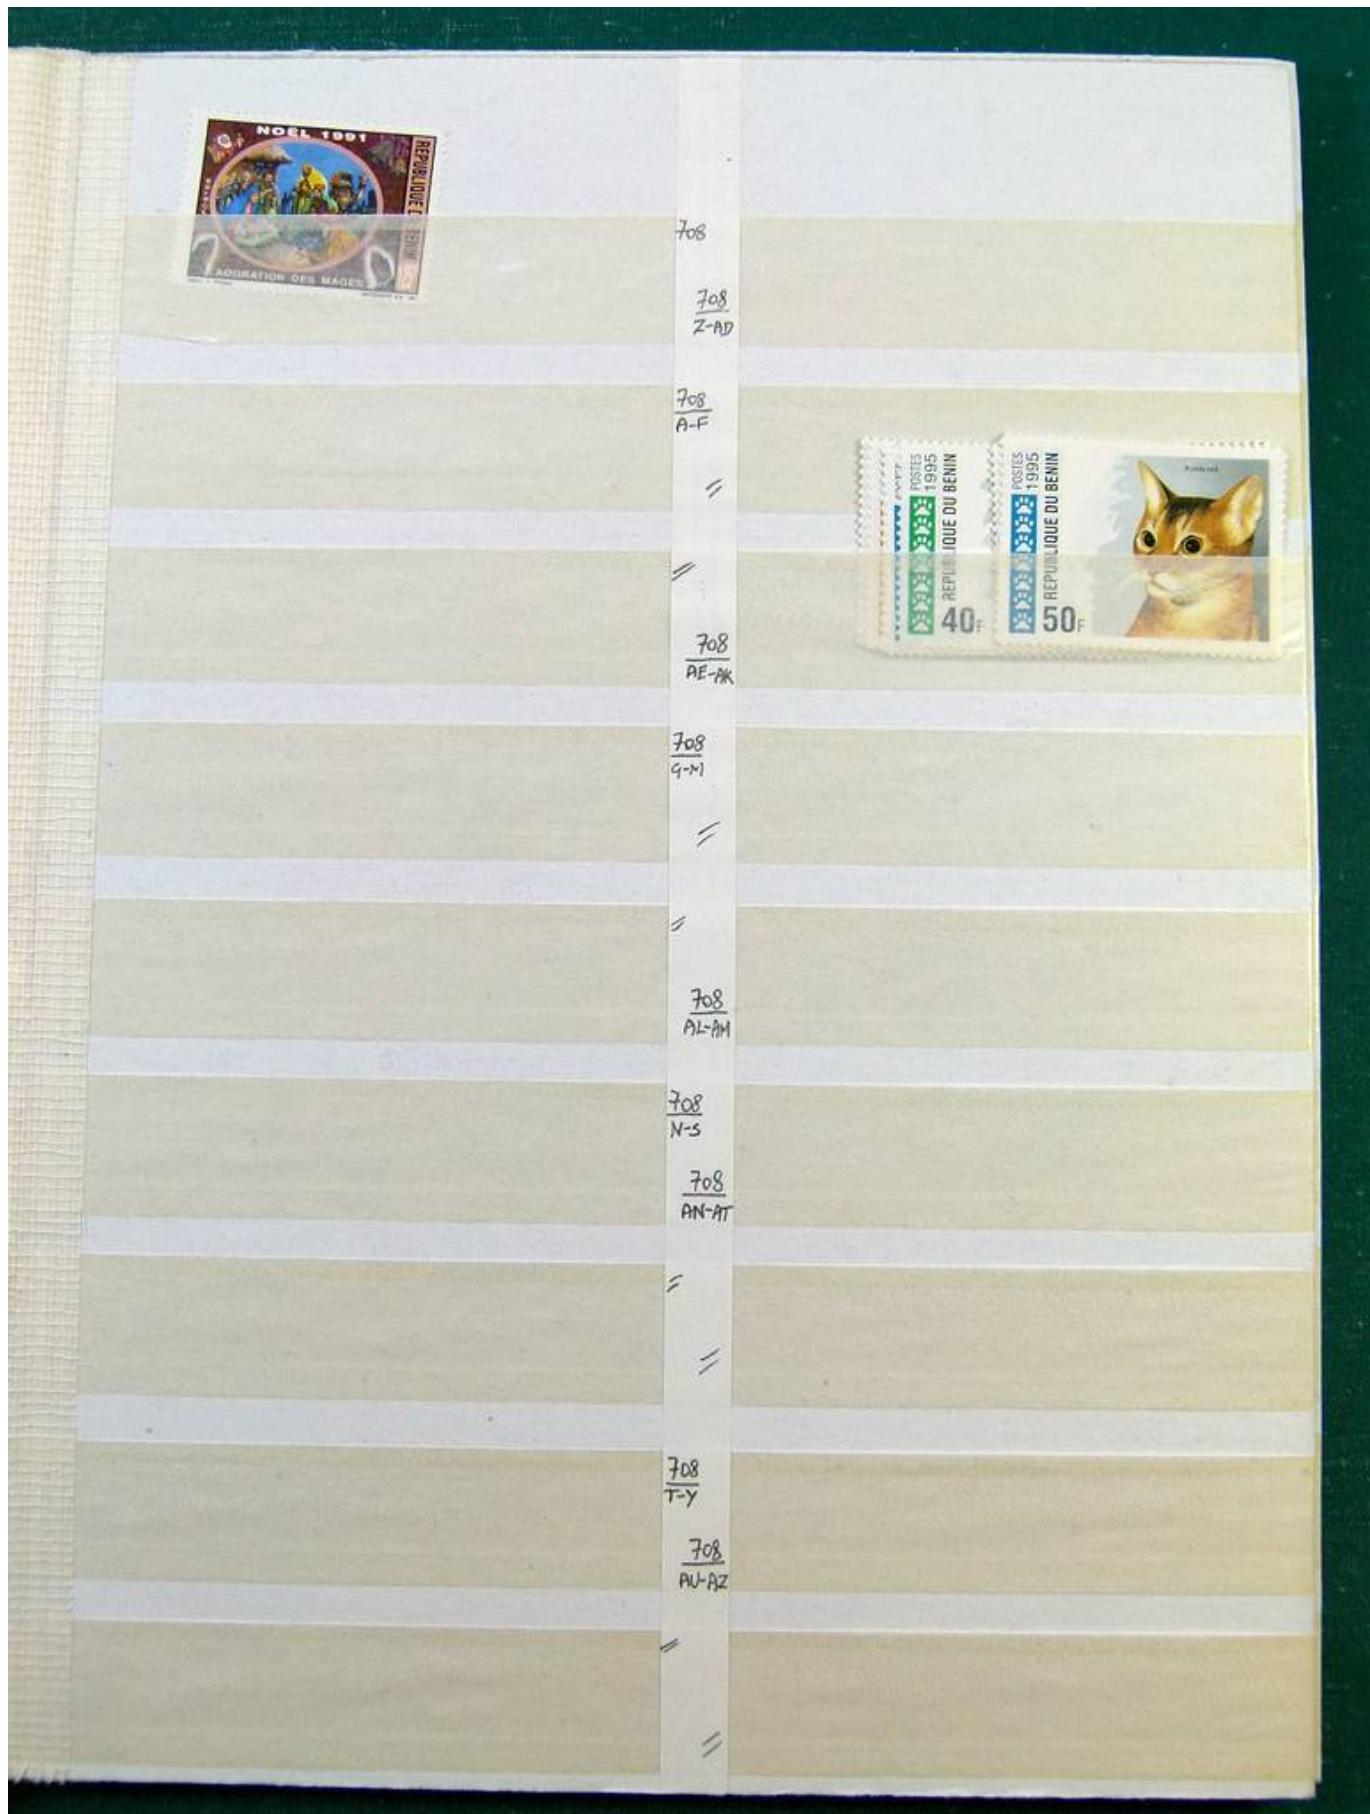 NOËL 1991
REPUBLIQUE
BENIN
ADORATION DES MAGES
708
708
Z-AD
708
A-F
〃
POSTES
1995
REPUBLIQUE DU BENIN
40F
POSTES
1995
REPUBLIQUE DU BENIN
50F
〃
708
AE-AK
708
G-M
〃
〃
708
AL-AM
708
N-S
708
AN-AT
〃
〃
708
T-Y
708
AU-AZ
〃
〃